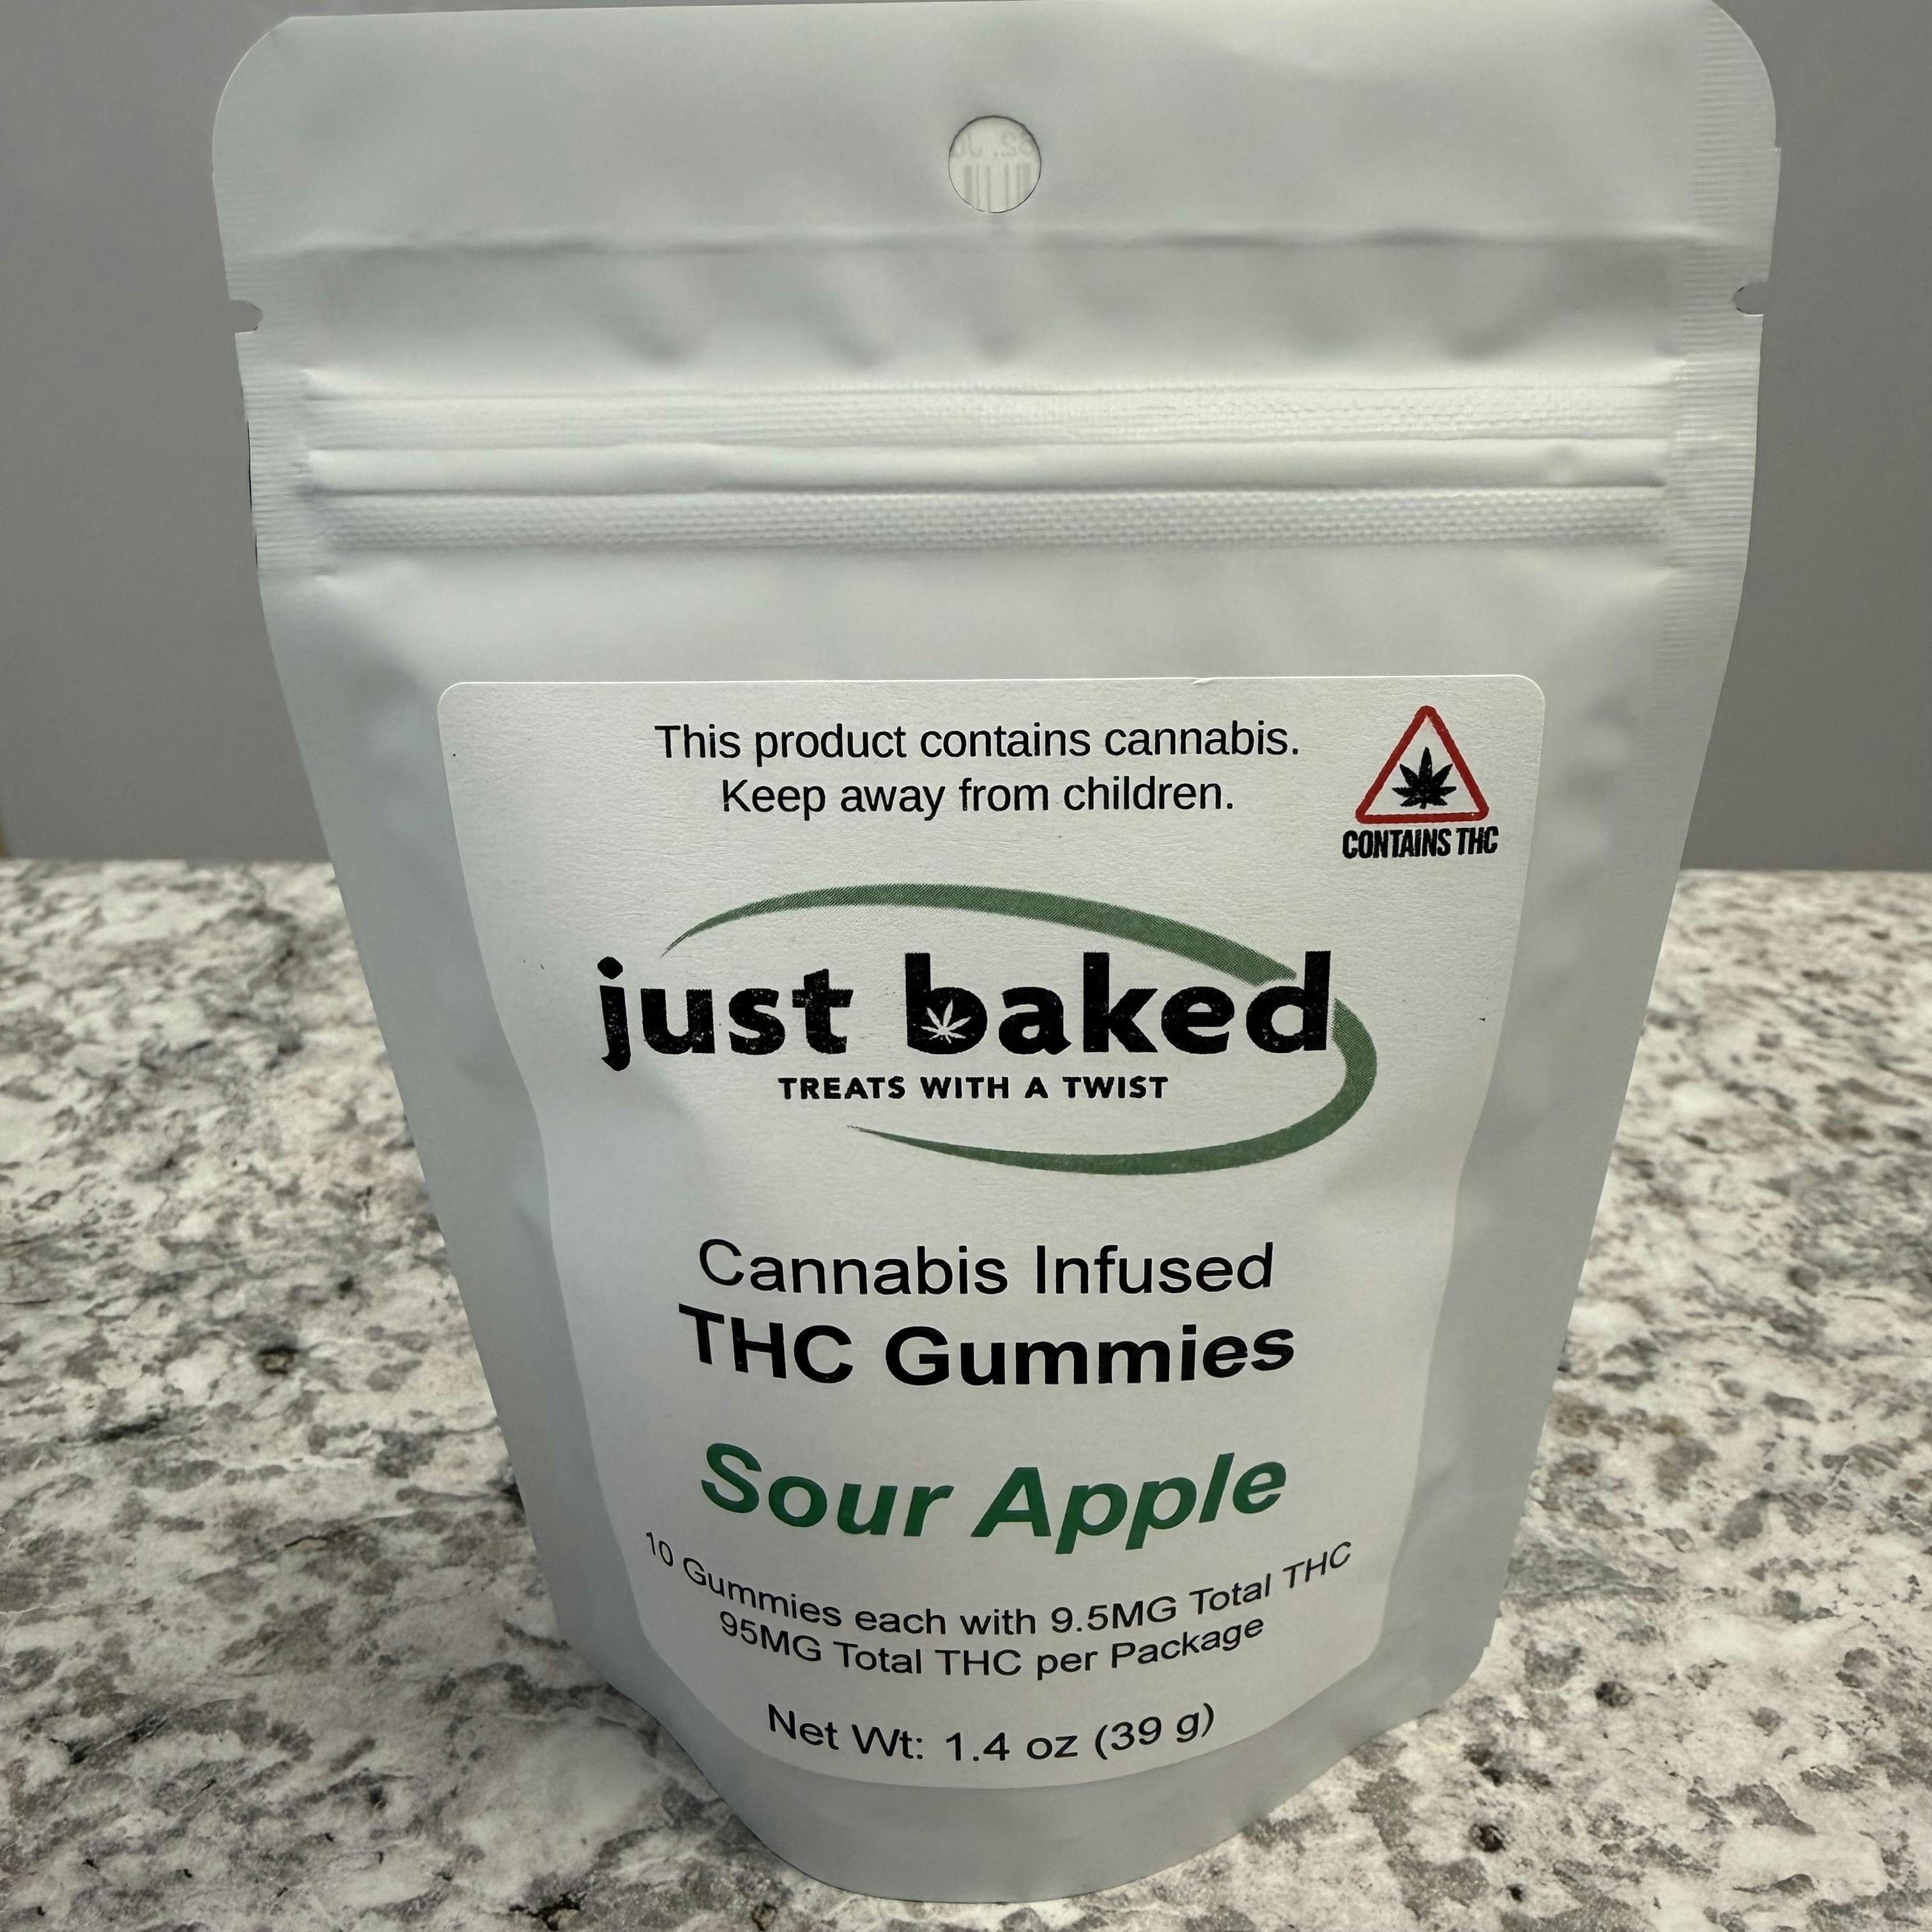 This product contains cannabis.
Keep away from children.
CONTAINS THC
just baked
TREATS WITH A TWIST
Cannabis Infused
THC Gummies
Sour Apple
10 Gummies each with 9.5MG Total THC
95MG Total THC per Package
Net Wt: 1.4 oz (39 g)